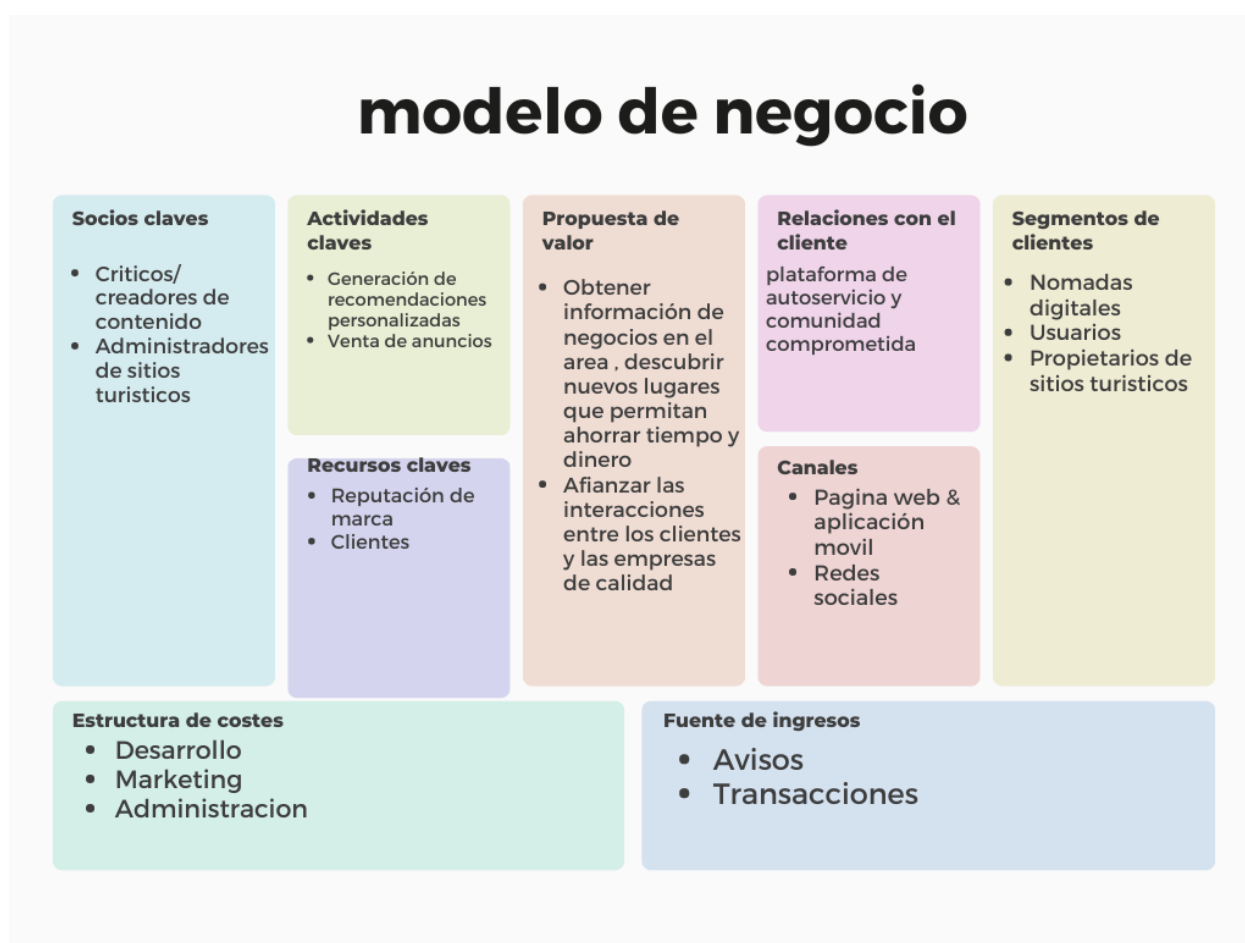 modelo de negocio
Socios claves
• Criticos/
creadores de
contenido
• Administradores
de sitios
turisticos
Actividades
claves
• Generación de
recomendaciones
personalizadas
• Venta de anuncios
Recursos claves
• Reputación de
marca
• Clientes
Propuesta de
valor
• Obtener
información de
negocios en el
area , descubrir
nuevos lugares
que permitan
ahorrar tiempo y
dinero
• Afianzar las
interacciones
entre los clientes
y las empresas
de calidad
Relaciones con el
cliente
plataforma de
autoservicio y
comunidad
comprometida
Canales
• Pagina web &
aplicación
movil
• Redes
sociales
Segmentos de
clientes
• Nomadas
digitales
• Usuarios
• Propietarios de
sitios turisticos
Estructura de costes
• Desarrollo
• Marketing
• Administracion
Fuente de ingresos
• Avisos
• Transacciones